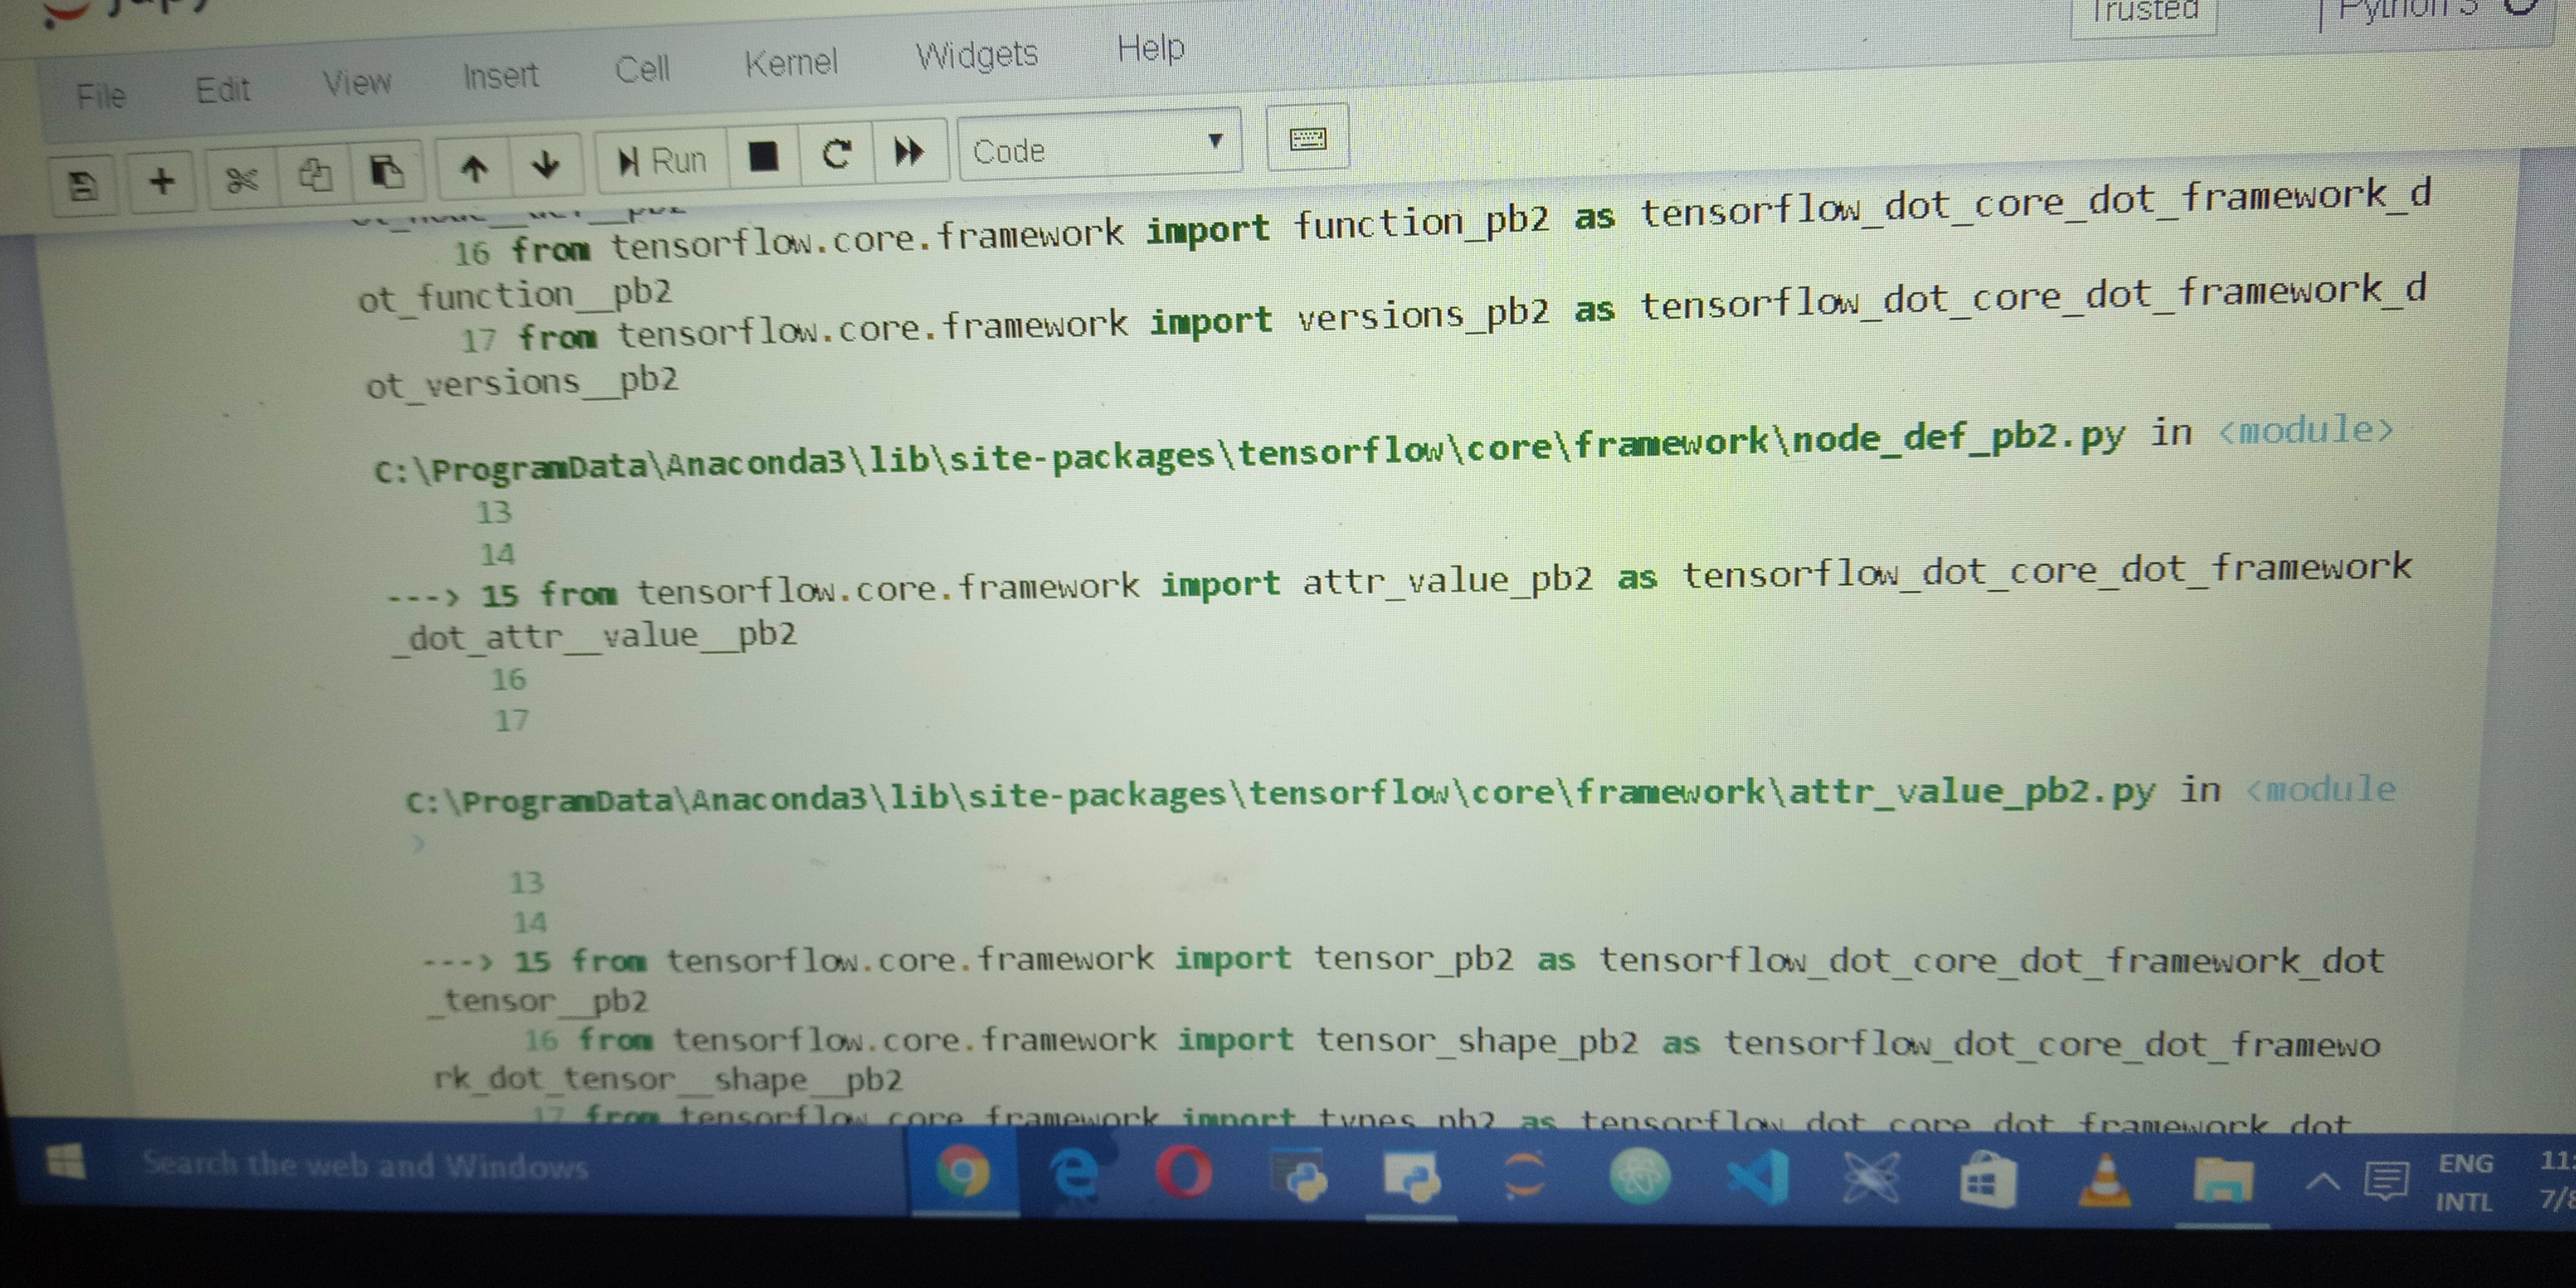 File Edit View Insert Cell Kernel Widgets Help Trusted Python 3
Run Code
16 from tensorflow.core.framework import function_pb2 as tensorflow_dot_core_dot_framework_d
ot_function__pb2
17 from tensorflow.core.framework import versions_pb2 as tensorflow_dot_core_dot_framework_d
ot_versions__pb2
C:\ProgramData\Anaconda3\lib\site-packages\tensorflow\core\framework\node_def_pb2.py in <module>
13
14
---> 15 from tensorflow.core.framework import attr_value_pb2 as tensorflow_dot_core_dot_framework
_dot_attr__value__pb2
16
17
C:\ProgramData\Anaconda3\lib\site-packages\tensorflow\core\framework\attr_value_pb2.py in <module
>
13
14
---> 15 from tensorflow.core.framework import tensor_pb2 as tensorflow_dot_core_dot_framework_dot
_tensor__pb2
16 from tensorflow.core.framework import tensor_shape_pb2 as tensorflow_dot_core_dot_framewo
rk_dot_tensor__shape__pb2
17 from tensorflow.core.framework import types_pb2 as tensorflow_dot_core_dot_framework_dot
Search the web and Windows
ENG
INTL
11:
7/8